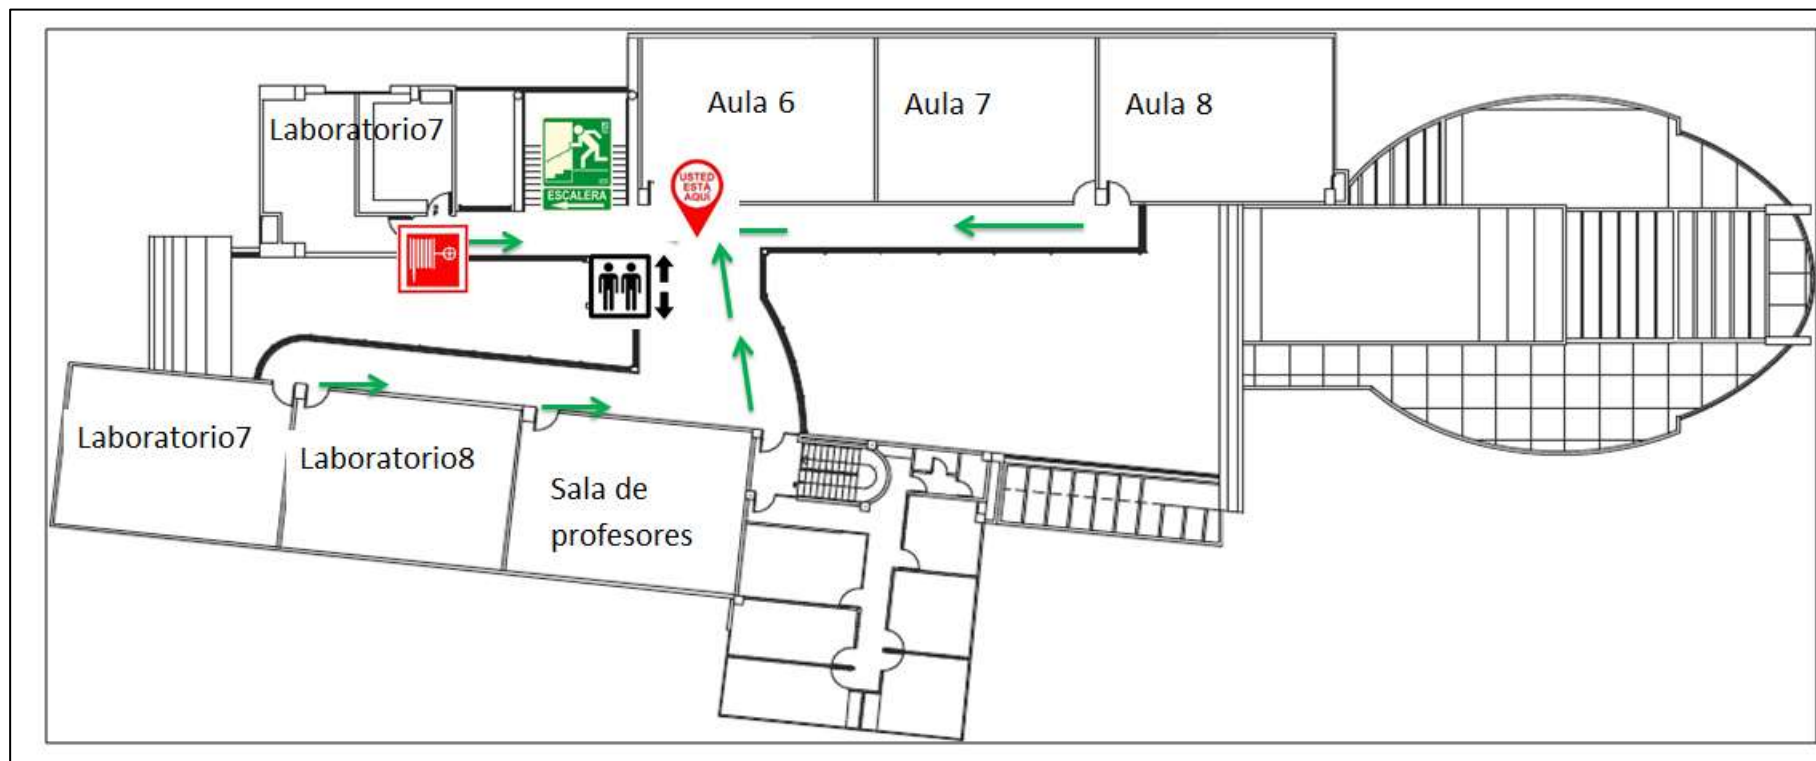 Aula 6
Aula 7
Aula 8
Laboratorio7
ESCALERA
USTED
ESTÁ
AQUÍ
Laboratorio7
Laboratorio8
Sala de
profesores